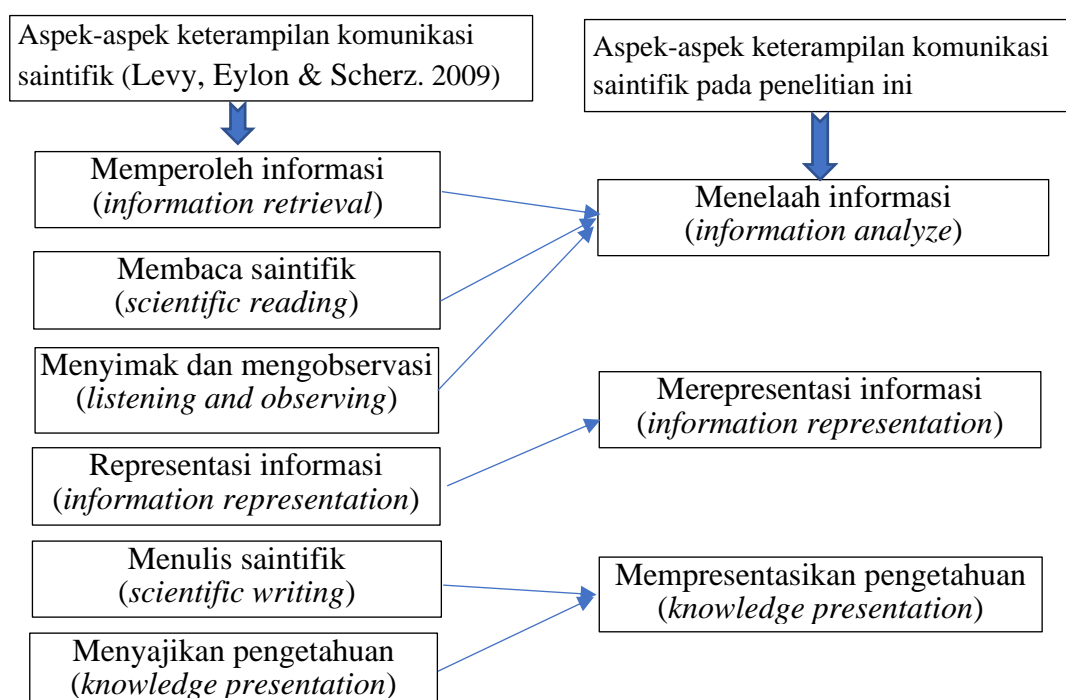 Aspek-aspek keterampilan komunikasi
saintifik (Levy, Eylon & Scherz. 2009)
Memperoleh informasi
(information retrieval)
Membaca saintifik
(scientific reading)
Menyimak dan mengobservasi
(listening and observing)
Representasi informasi
(information representation)
Menulis saintifik
(scientific writing)
Menyajikan pengetahuan
(knowledge presentation)
Aspek-aspek keterampilan komunikasi
saintifik pada penelitian ini
Menelaah informasi
(information analyze)
Merepresentasi informasi
(information representation)
Mempresentasikan pengetahuan
(knowledge presentation)